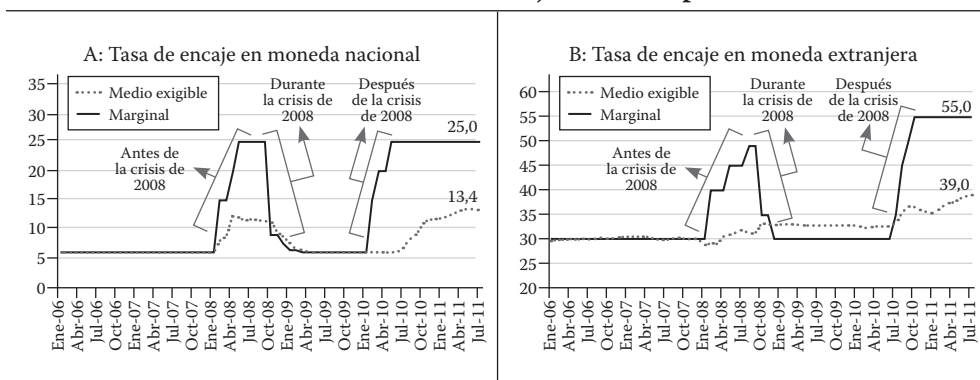 A: Tasa de encaje en moneda nacional
35
30
25
20
15
10
5
0
Medio exigible
Marginal
Antes de
la crisis de
2008
Durante
la crisis de
2008
Después
de la crisis
de 2008
25,0
13,4
Ene-06
Abr-06
Jul-06
Oct-06
Ene-07
Abr-07
Jul-07
Oct-07
Ene-08
Abr-08
Jul-08
Oct-08
Ene-09
Abr-09
Jul-09
Oct-09
Ene-10
Abr-10
Jul-10
Oct-10
Ene-11
Abr-11
Jul-11
B: Tasa de encaje en moneda extranjera
60
55
50
45
40
35
30
25
20
Medio exigible
Marginal
Antes de
la crisis de
2008
Durante
la crisis de
2008
Después
de la crisis
de 2008
55,0
39,0
Ene-06
Abr-06
Jul-06
Oct-06
Ene-07
Abr-07
Jul-07
Oct-07
Ene-08
Abr-08
Jul-08
Oct-08
Ene-09
Abr-09
Jul-09
Oct-09
Ene-10
Abr-10
Jul-10
Oct-10
Ene-11
Abr-11
Jul-11